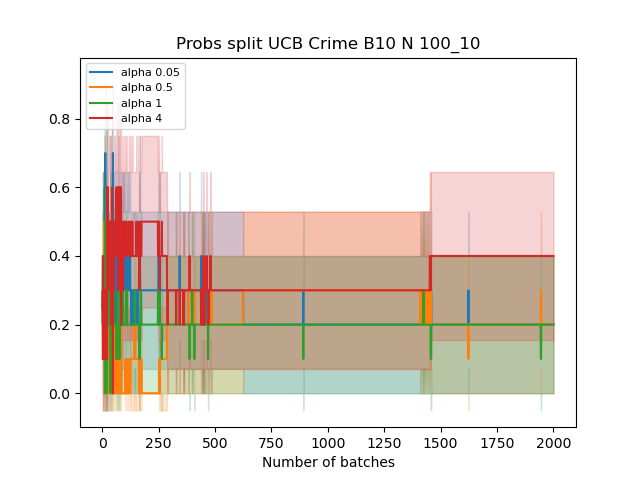 Probs split UCB Crime B10 N 100_10
alpha 0.05
alpha 0.5
alpha 1
alpha 4
0.8
0.6
0.4
0.2
0.0
0 250 500 750 1000 1250 1500 1750 2000
Number of batches